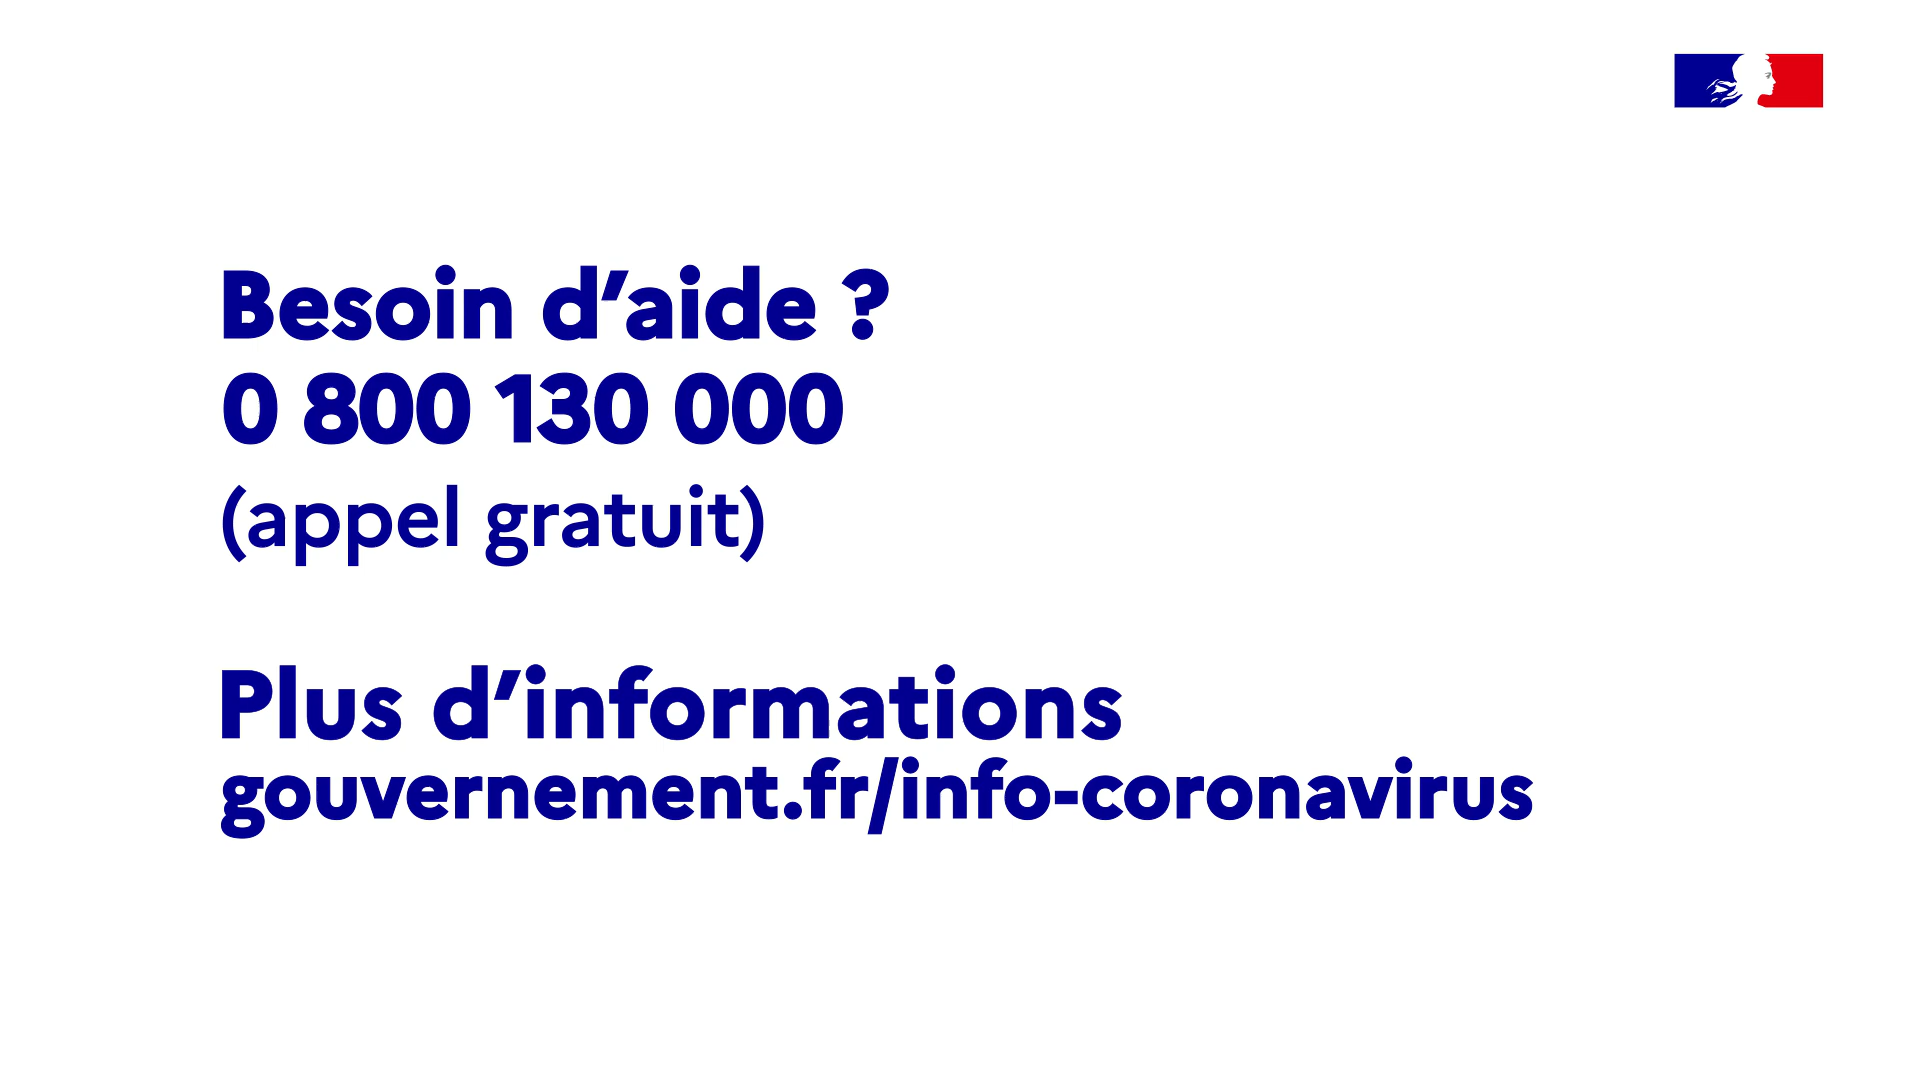 Besoin d’aide ?
0 800 130 000
(appel gratuit)
Plus d’informations
gouvernement.fr/info-coronavirus